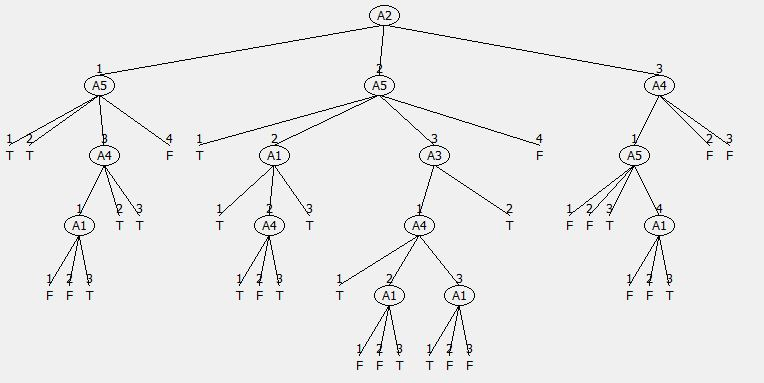 A2
1 2 3
A5 A5 A4
1 2 3 4 1 2 3 4 1 2 3
T T A4 F T A1 A3 F A5 F F
1 2 3 1 2 3 1 2 1 2 3 4
A1 T T T A4 T A4 T F F T A1
1 2 3 1 2 3 1 2 3 1 2 3
F F T T F T T A1 A1 F F T
1 2 3 1 2 3
F F T T F F